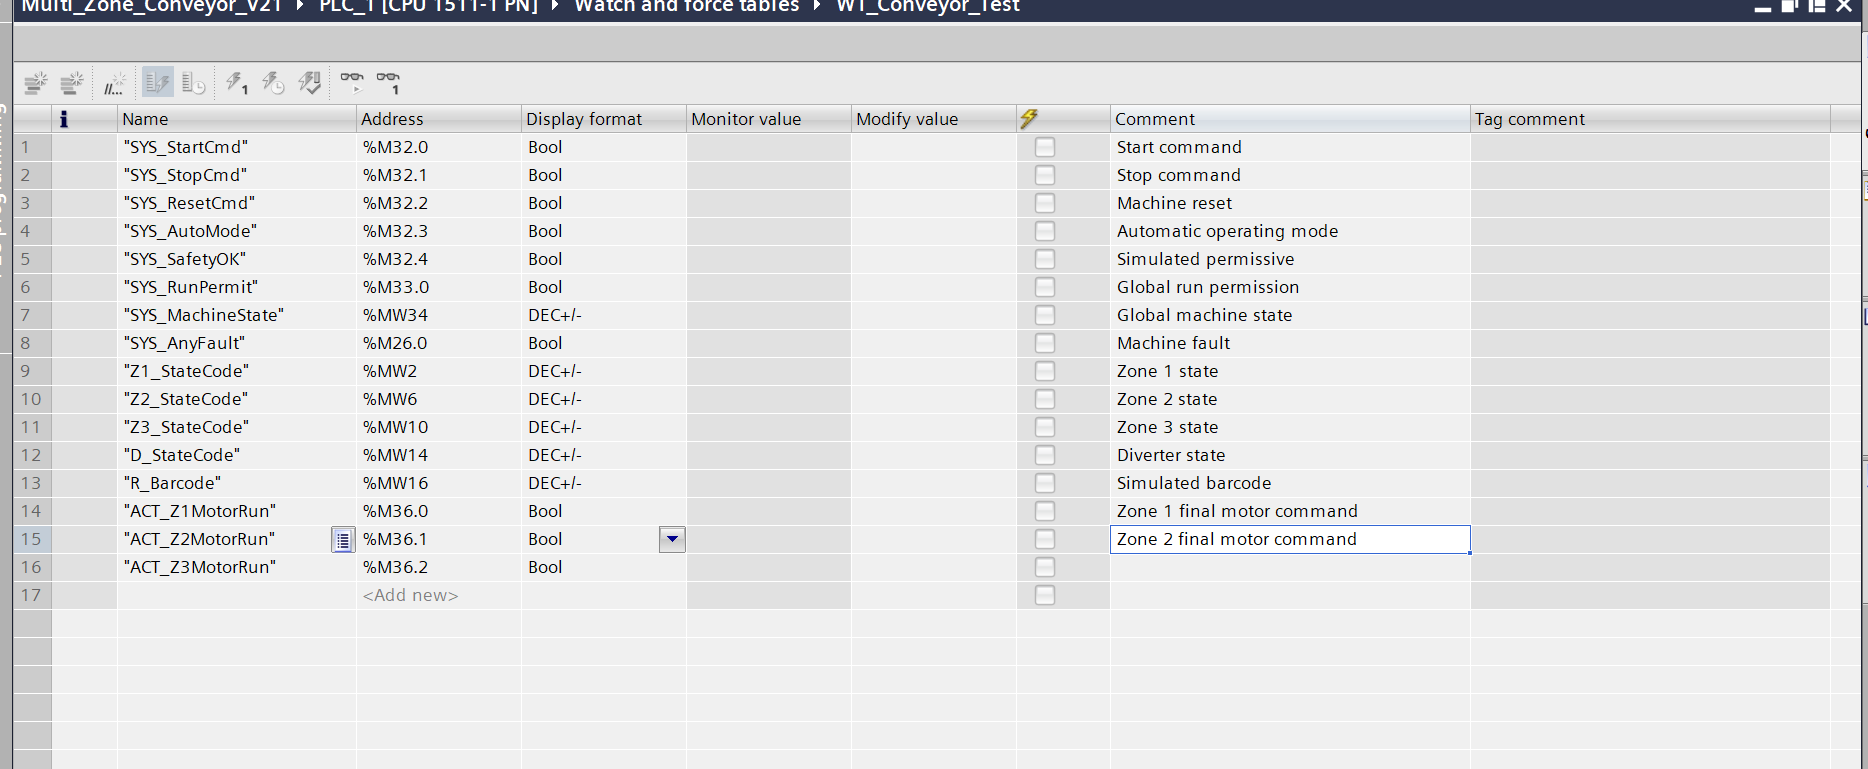 Multi_Zone_Conveyor_V21 ▸ PLC_1 [CPU 1511-1 PN] ▸ Watch and force tables ▸ WT_Conveyor_Test
i Name Address Display format Monitor value Modify value Comment Tag comment
1 "SYS_StartCmd" %M32.0 Bool Start command
2 "SYS_StopCmd" %M32.1 Bool Stop command
3 "SYS_ResetCmd" %M32.2 Bool Machine reset
4 "SYS_AutoMode" %M32.3 Bool Automatic operating mode
5 "SYS_SafetyOK" %M32.4 Bool Simulated permissive
6 "SYS_RunPermit" %M33.0 Bool Global run permission
7 "SYS_MachineState" %MW34 DEC+/- Global machine state
8 "SYS_AnyFault" %M26.0 Bool Machine fault
9 "Z1_StateCode" %MW2 DEC+/- Zone 1 state
10 "Z2_StateCode" %MW6 DEC+/- Zone 2 state
11 "Z3_StateCode" %MW10 DEC+/- Zone 3 state
12 "D_StateCode" %MW14 DEC+/- Diverter state
13 "R_Barcode" %MW16 DEC+/- Simulated barcode
14 "ACT_Z1MotorRun" %M36.0 Bool Zone 1 final motor command
15 "ACT_Z2MotorRun" %M36.1 Bool Zone 2 final motor command
16 "ACT_Z3MotorRun" %M36.2 Bool
17 <Add new>